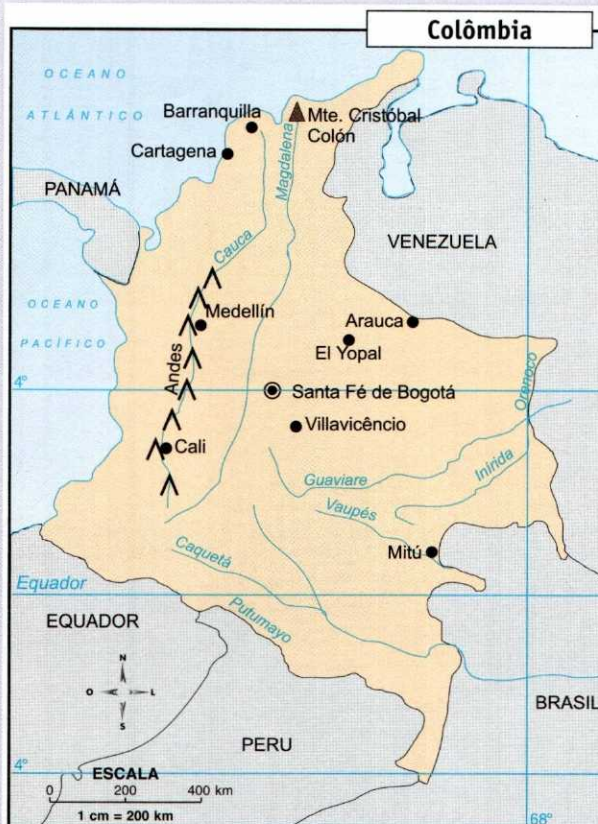 Colômbia
OCEANO
ATLÂNTICO
Barranquilla
Mte. Cristóbal
Colón
Cartagena
Magdalena
PANAMÁ
VENEZUELA
Cauca
OCEANO
PACÍFICO
Medellín
Arauca
El Yopal
Andes
Orenoco
4°
Santa Fé de Bogotá
Villavicêncio
Cali
Guaviare
Inirida
Vaupés
Mitú
Caquetá
Equador
Putumayo
EQUADOR
N
O L
S
BRASIL
PERU
4°
ESCALA
0 200 400 km
1 cm = 200 km
68°